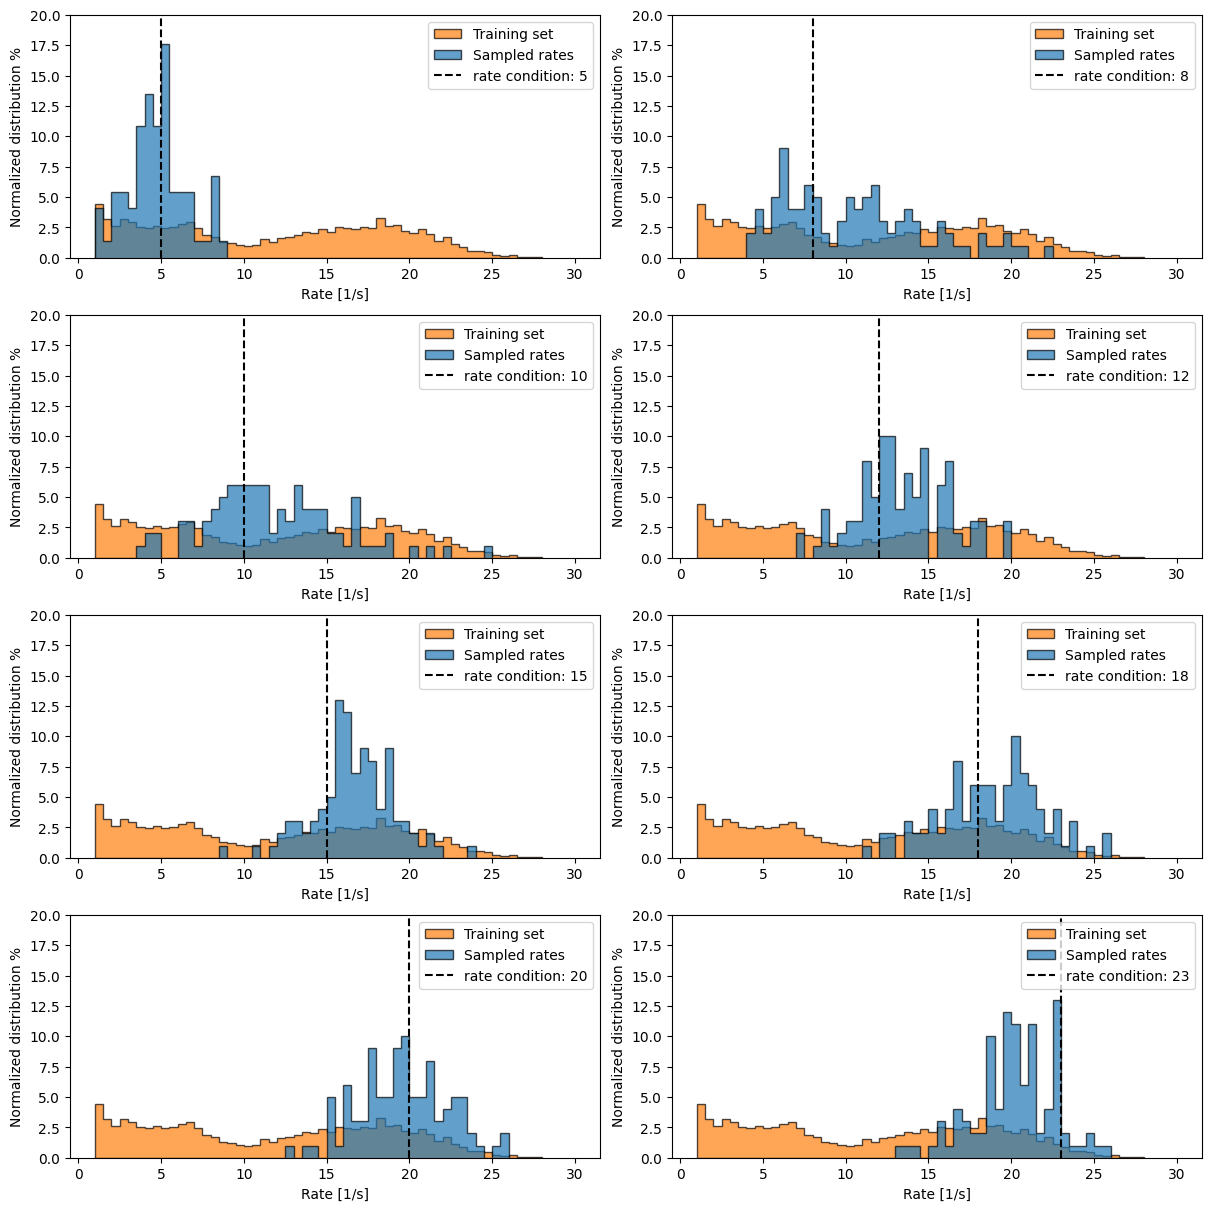 20.0
17.5
15.0
12.5
10.0
7.5
5.0
2.5
0.0
Normalized distribution %
Training set
Sampled rates
rate condition: 5
0 5 10 15 20 25 30
Rate [1/s]
20.0
17.5
15.0
12.5
10.0
7.5
5.0
2.5
0.0
Normalized distribution %
Training set
Sampled rates
rate condition: 8
0 5 10 15 20 25 30
Rate [1/s]
20.0
17.5
15.0
12.5
10.0
7.5
5.0
2.5
0.0
Normalized distribution %
Training set
Sampled rates
rate condition: 10
0 5 10 15 20 25 30
Rate [1/s]
20.0
17.5
15.0
12.5
10.0
7.5
5.0
2.5
0.0
Normalized distribution %
Training set
Sampled rates
rate condition: 12
0 5 10 15 20 25 30
Rate [1/s]
20.0
17.5
15.0
12.5
10.0
7.5
5.0
2.5
0.0
Normalized distribution %
Training set
Sampled rates
rate condition: 15
0 5 10 15 20 25 30
Rate [1/s]
20.0
17.5
15.0
12.5
10.0
7.5
5.0
2.5
0.0
Normalized distribution %
Training set
Sampled rates
rate condition: 18
0 5 10 15 20 25 30
Rate [1/s]
20.0
17.5
15.0
12.5
10.0
7.5
5.0
2.5
0.0
Normalized distribution %
Training set
Sampled rates
rate condition: 20
0 5 10 15 20 25 30
Rate [1/s]
20.0
17.5
15.0
12.5
10.0
7.5
5.0
2.5
0.0
Normalized distribution %
Training set
Sampled rates
rate condition: 23
0 5 10 15 20 25 30
Rate [1/s]